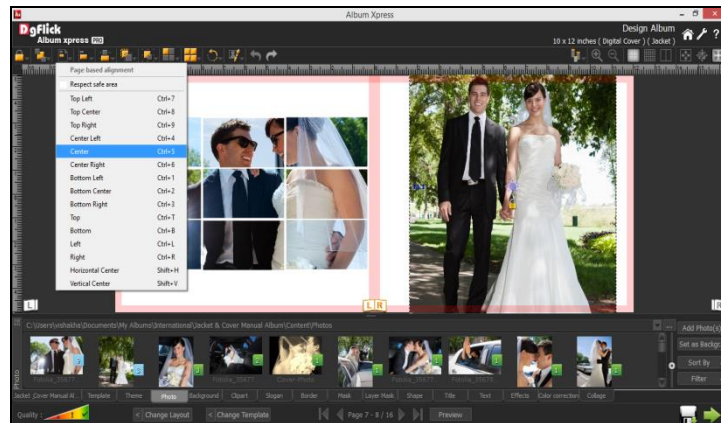 Album Xpress
DgFlick
Album xpress PRO
Design Album
10 x 12 inches ( Digital Cover ) ( Jacket )
Page based alignment
Respect safe area
Top Left Ctrl+7
Top Center Ctrl+8
Top Right Ctrl+9
Center Left Ctrl+4
Center Ctrl+5
Center Right Ctrl+6
Bottom Left Ctrl+1
Bottom Center Ctrl+2
Bottom Right Ctrl+3
Top Ctrl+T
Bottom Ctrl+B
Left Ctrl+L
Right Ctrl+R
Horizontal Center Shift+H
Vertical Center Shift+V
L
L R
R
C:\Users\vishakha\Documents\My Albums\International\Jacket & Cover Manual Album\Content\Photos
Add Photo(s)
Set as Backgr
Sort By
Filter
Photo
Cover-Photo
Jacket Cover Manual Al... Template Theme Photo Background Clipart Slogan Border Mask Layer Mask Shape Title Text Effects Color correction Collage
Quality :
< Change Layout
< Change Template
Page 7 - 8 / 16
Preview